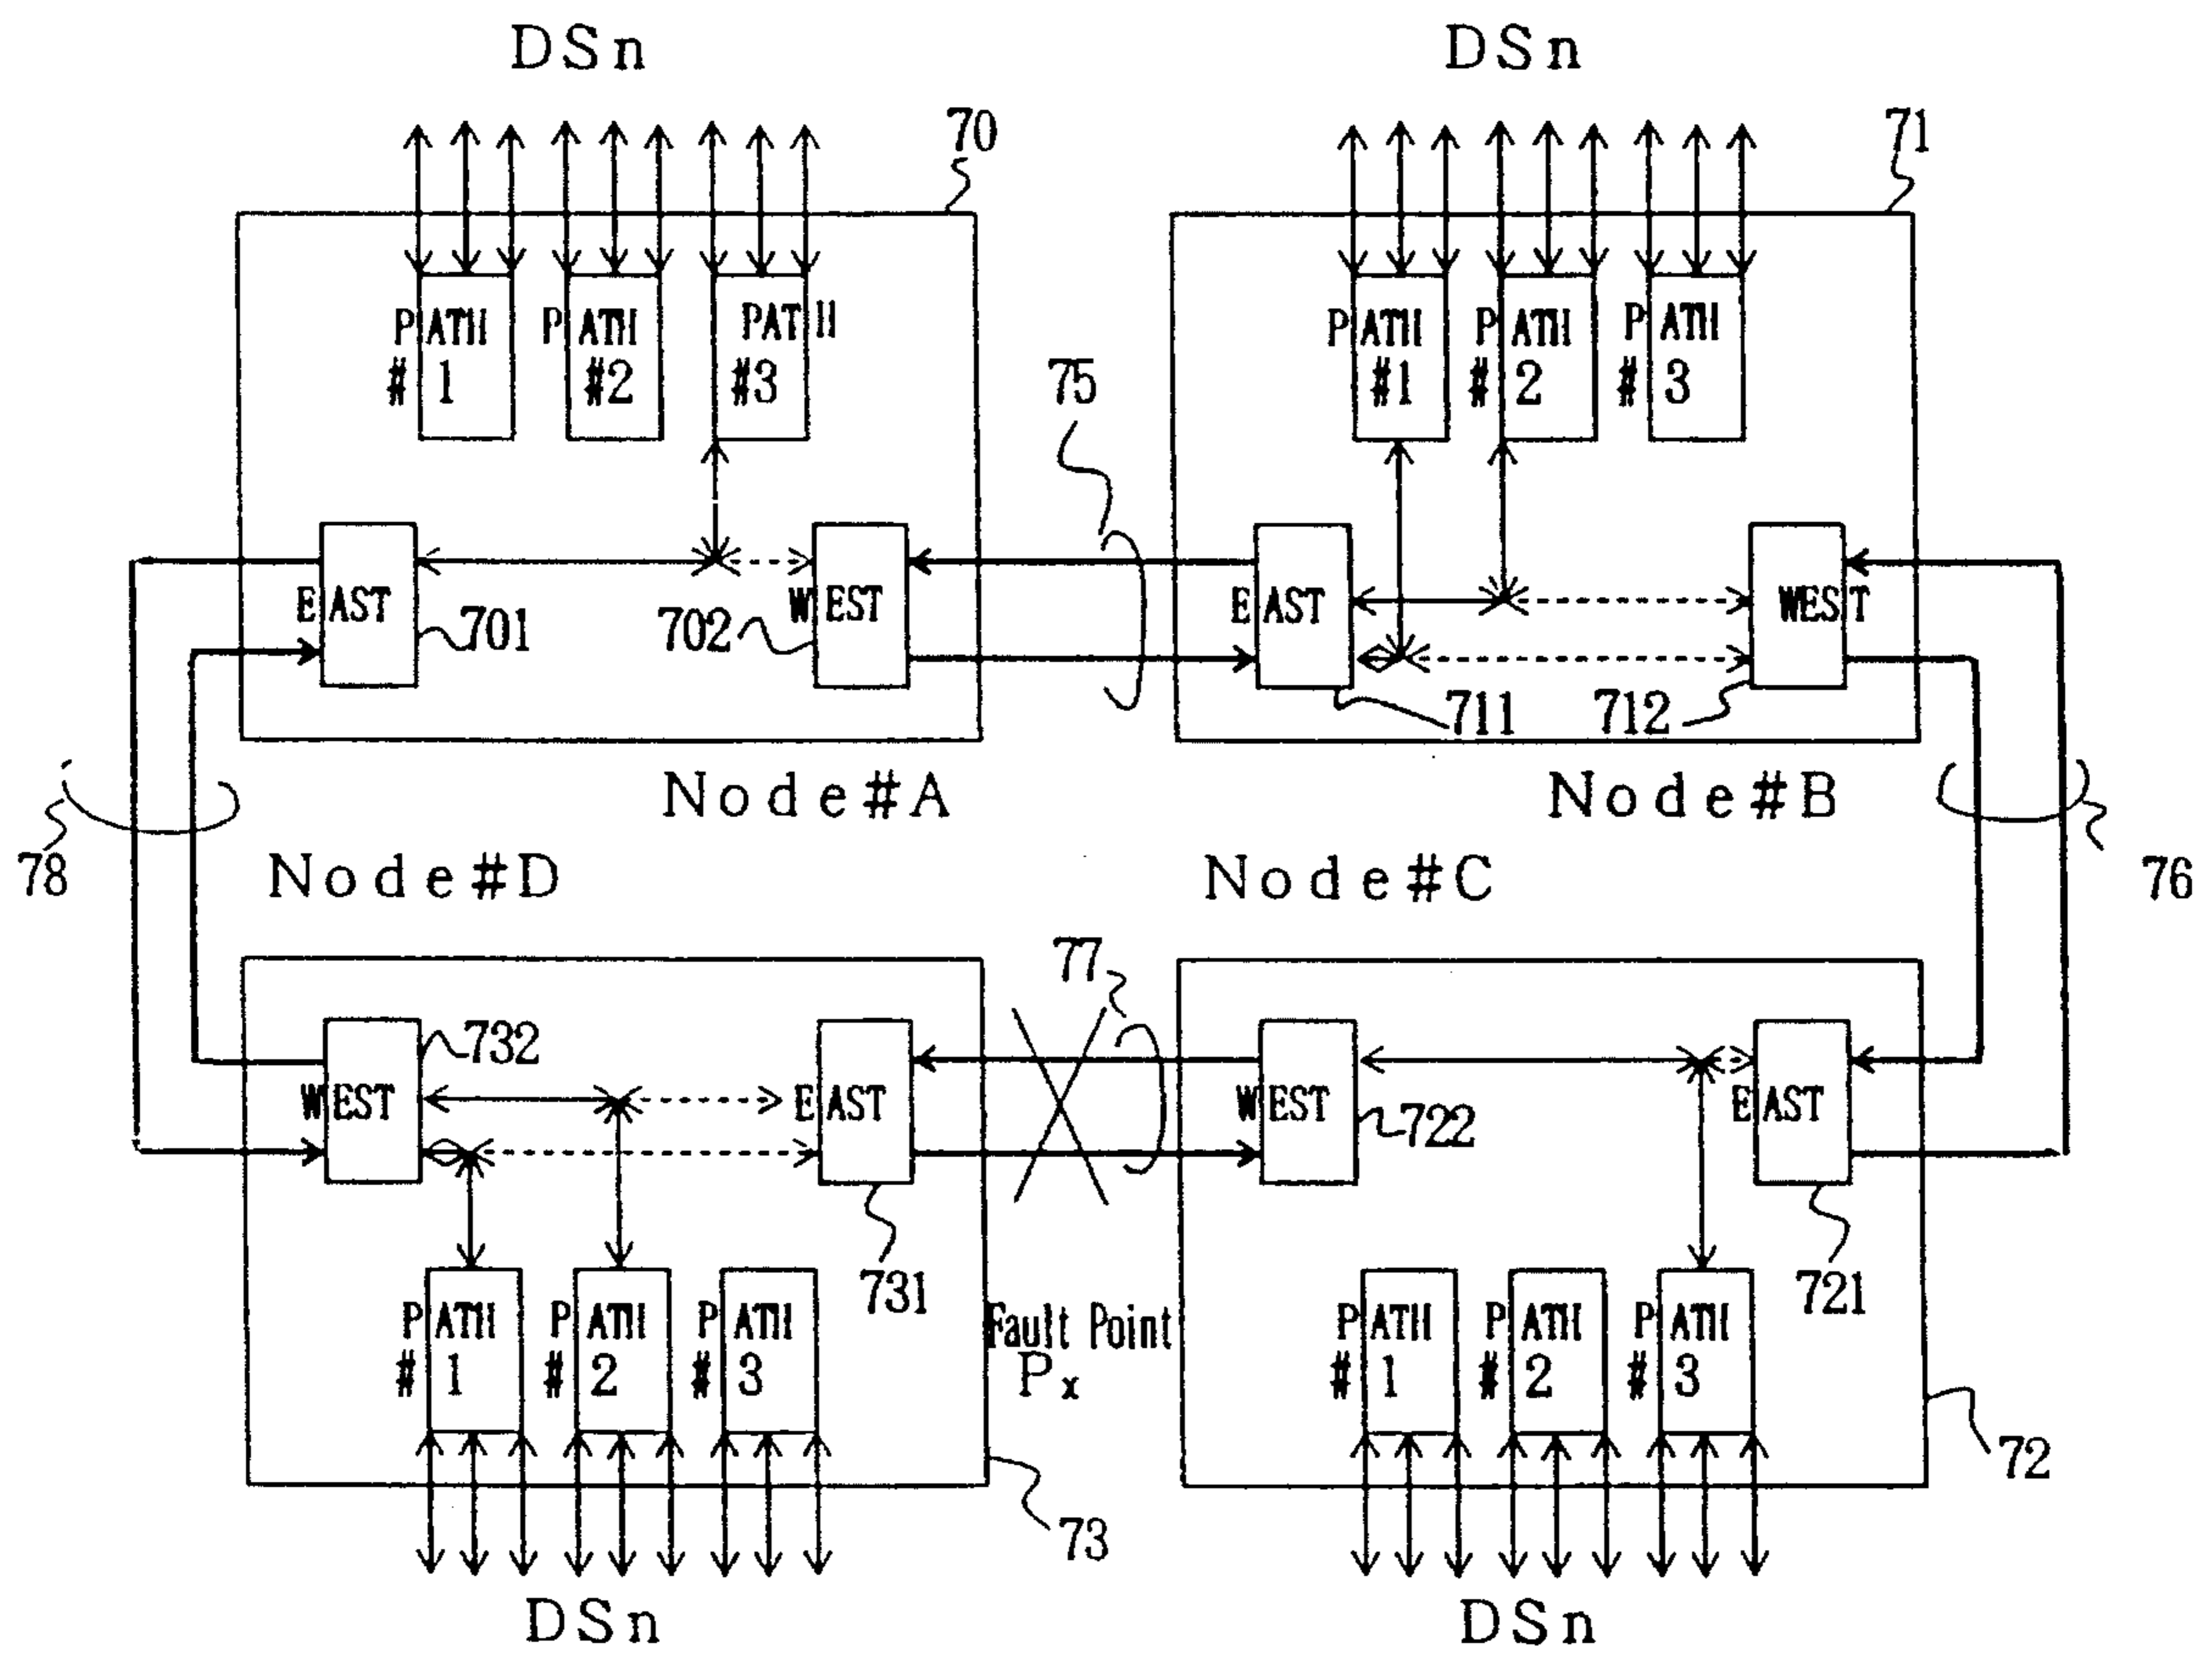 DSn
DSn
70
71
PATH
#1
PATH
#2
PATH
#3
PATH
#1
PATH
#2
PATH
#3
75
EAST
701
702
WEST
EAST
711
712
WEST
Node#A
Node#B
78
76
Node#D
Node#C
77
WEST
732
EAST
731
WEST
722
EAST
721
PATH
#1
PATH
#2
PATH
#3
Fault Point
Px
PATH
#1
PATH
#2
PATH
#3
73
72
DSn
DSn